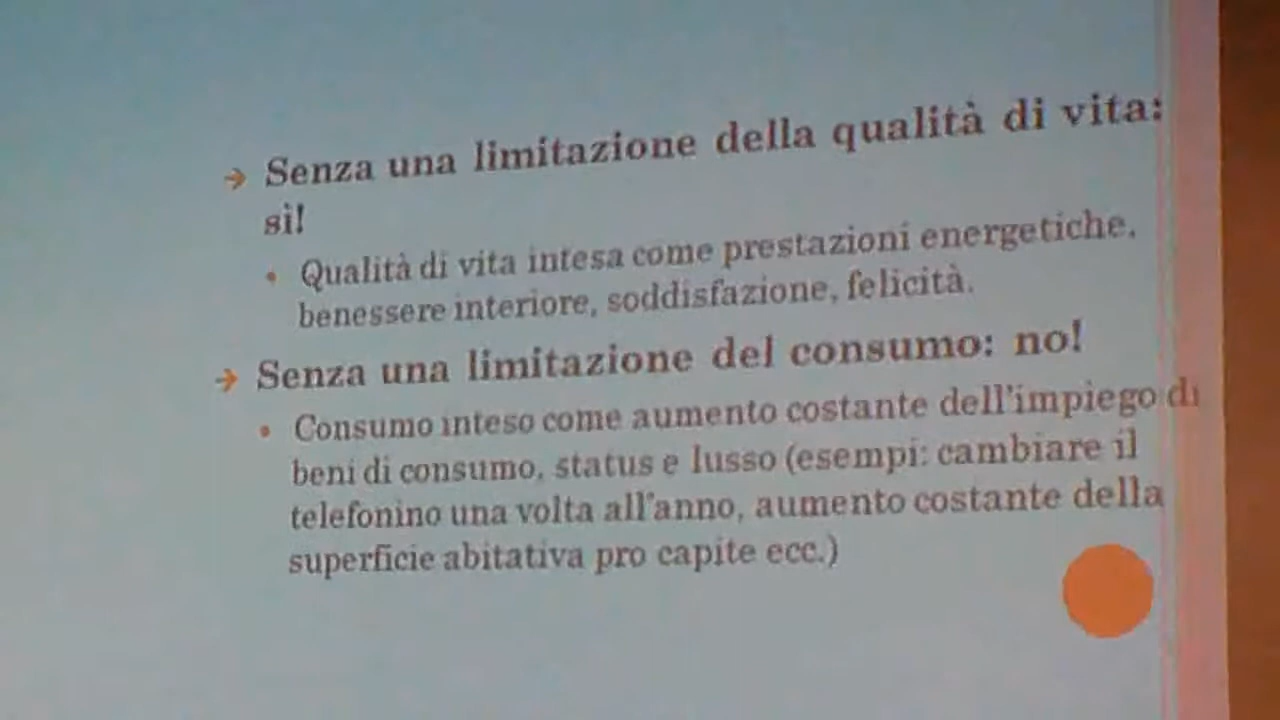 Senza una limitazione della qualità di vita:
sì!
Qualità di vita intesa come prestazioni energetiche,
benessere interiore, soddisfazione, felicità.
Senza una limitazione del consumo: no!
Consumo inteso come aumento costante dell'impiego di
beni di consumo, status e lusso (esempi: cambiare il
telefonino una volta all'anno, aumento costante della
superficie abitativa pro capite ecc.)